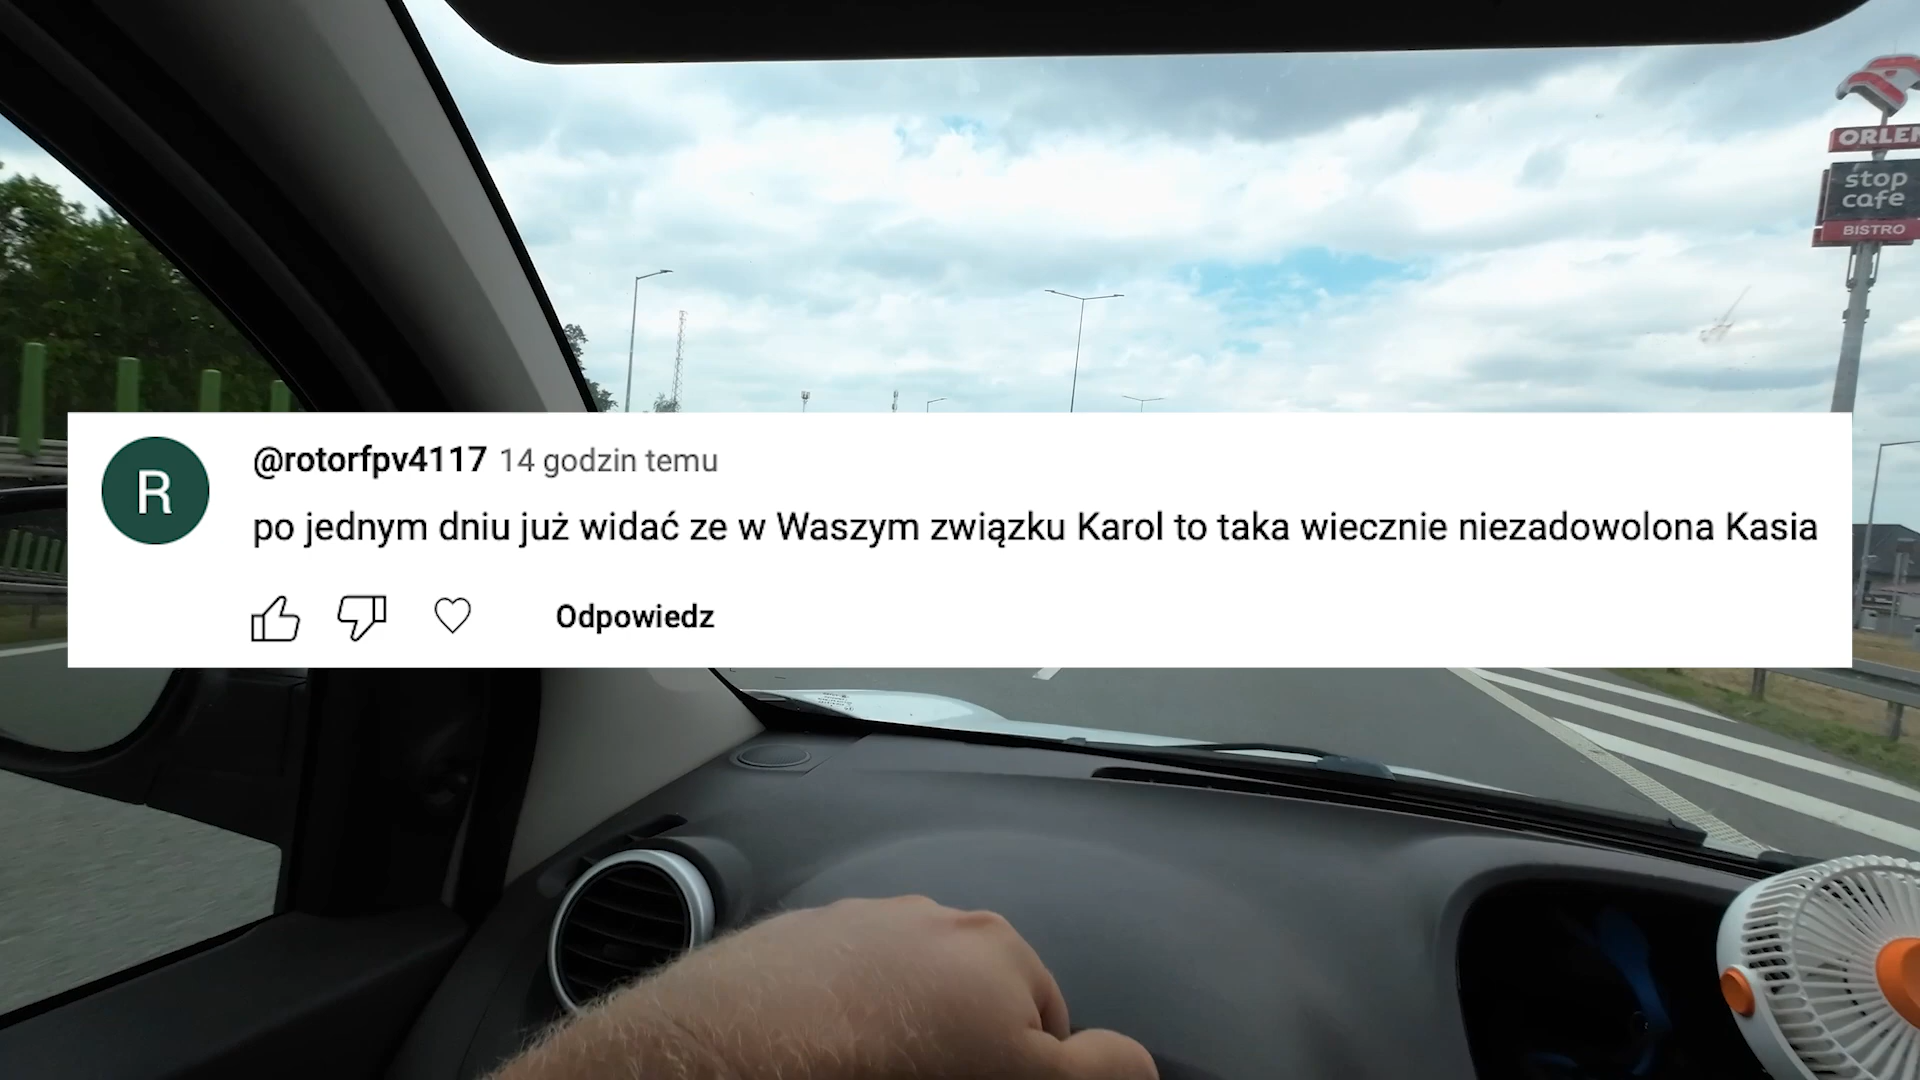 ORLEN
stop
cafe
BISTRO
R
@rotorfpv4117 14 godzin temu
po jednym dniu już widać ze w Waszym związku Karol to taka wiecznie niezadowolona Kasia
Odpowiedz